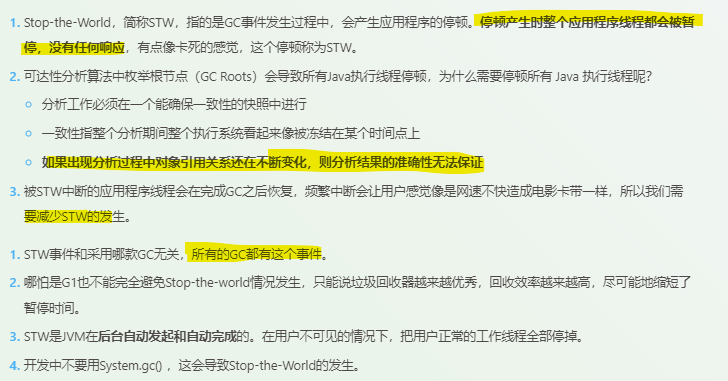 1. Stop-the-World，简称STW，指的是GC事件发生过程中，会产生应用程序的停顿。停顿产生时整个应用程序线程都会被暂
停，没有任何响应，有点像卡死的感觉，这个停顿称为STW。
2. 可达性分析算法中枚举根节点（GC Roots）会导致所有Java执行线程停顿，为什么需要停顿所有 Java 执行线程呢？
分析工作必须在一个能确保一致性的快照中进行
一致性指整个分析期间整个执行系统看起来像被冻结在某个时间点上
如果出现分析过程中对象引用关系还在不断变化，则分析结果的准确性无法保证
3. 被STW中断的应用程序线程会在完成GC之后恢复，频繁中断会让用户感觉像是网速不快造成电影卡带一样，所以我们需
要减少STW的发生。
1. STW事件和采用哪款GC无关，所有的GC都有这个事件。
2. 哪怕是G1也不能完全避免Stop-the-world情况发生，只能说垃圾回收器越来越优秀，回收效率越来越高，尽可能地缩短了
暂停时间。
3. STW是JVM在后台自动发起和自动完成的。在用户不可见的情况下，把用户正常的工作线程全部停掉。
4. 开发中不要用System.gc() ，这会导致Stop-the-World的发生。